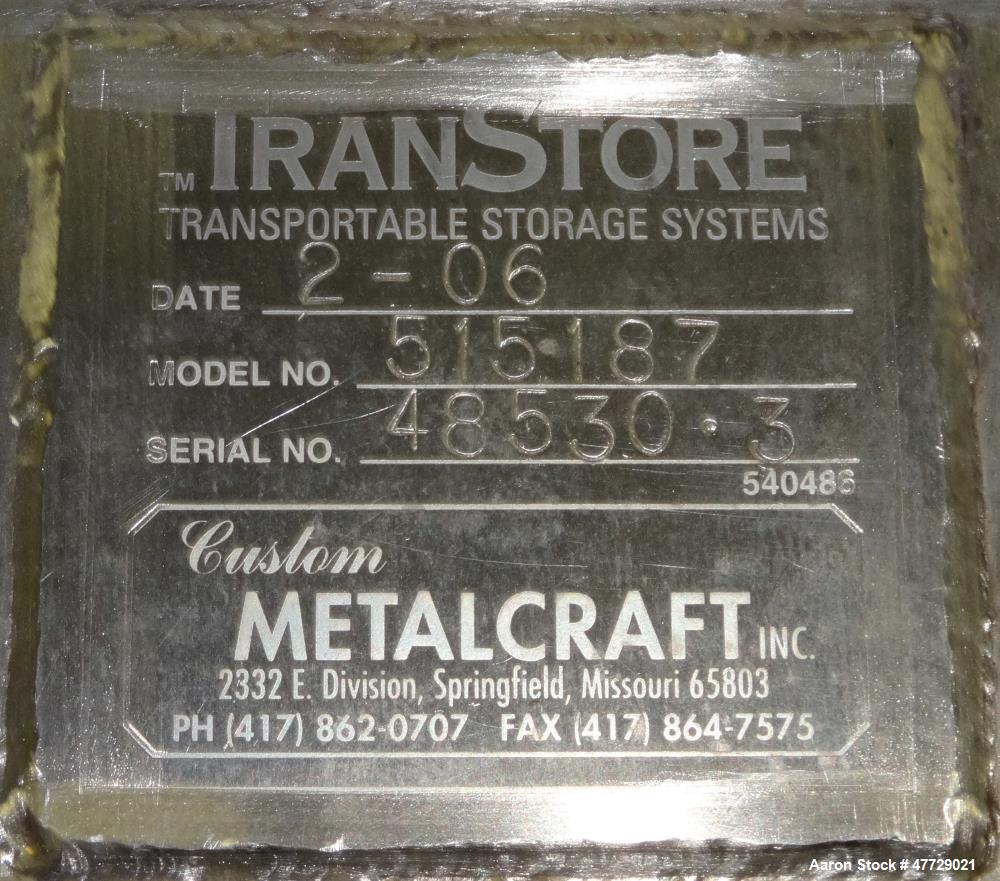 TRANSTORE
TM
TRANSPORTABLE STORAGE SYSTEMS
DATE 2-06
MODEL NO. 515187
SERIAL NO. 48530·3
540486
Custom
METALCRAFT INC.
2332 E. Division, Springfield, Missouri 65803
PH (417) 862-0707 FAX (417) 864-7575
Aaron Stock # 47729021